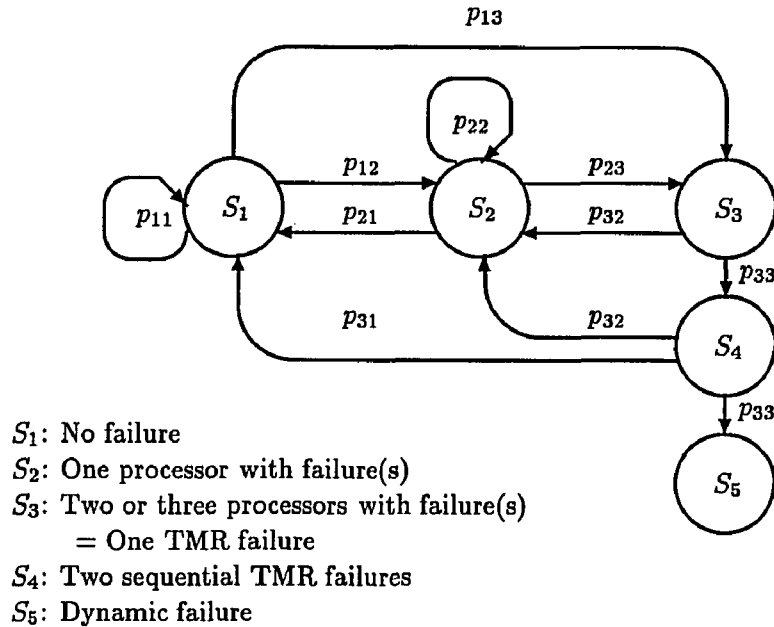 p₁₃
p₂₂
p₁₂ p₂₃
p₁₁ S₁ S₂ S₃
p₂₁ p₃₂
p₃₃
p₃₁ p₃₂ S₄
p₃₃
S₅
S₁: No failure
S₂: One processor with failure(s)
S₃: Two or three processors with failure(s)
= One TMR failure
S₄: Two sequential TMR failures
S₅: Dynamic failure